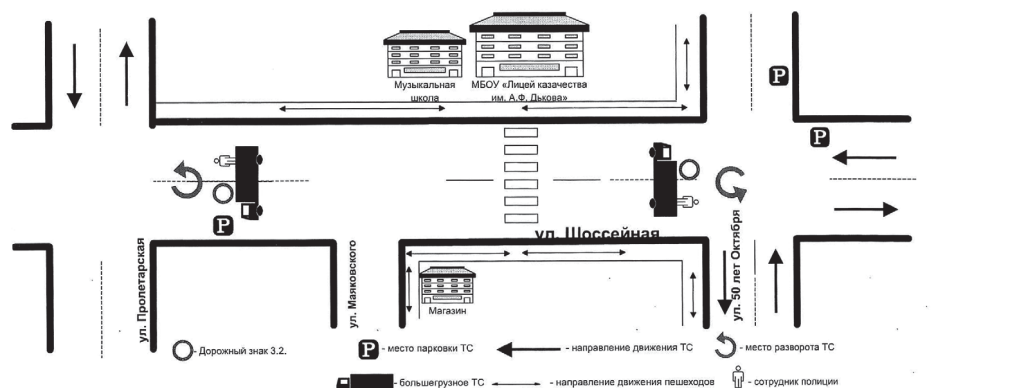 Музыкальная
школа
МБОУ «Лицей казачества
им. А.Ф. Дькова»
P
P
P
ул. Шоссейная
ул. Пролетарская
ул. Маяковского
ул. 50 лет Октября
Магазин
- Дорожный знак 3.2.
P - место парковки ТС
- направление движения ТС
- место разворота ТС
- большегрузное ТС
- направление движения пешеходов
- сотрудник полиции